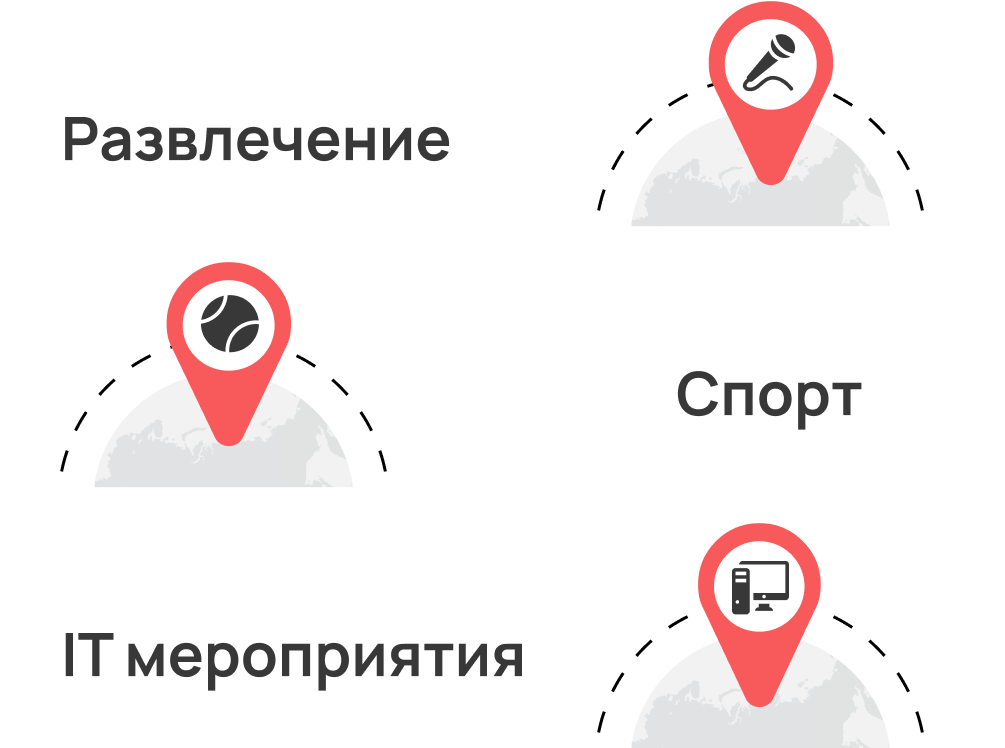 Развлечение
Спорт
IT мероприятия